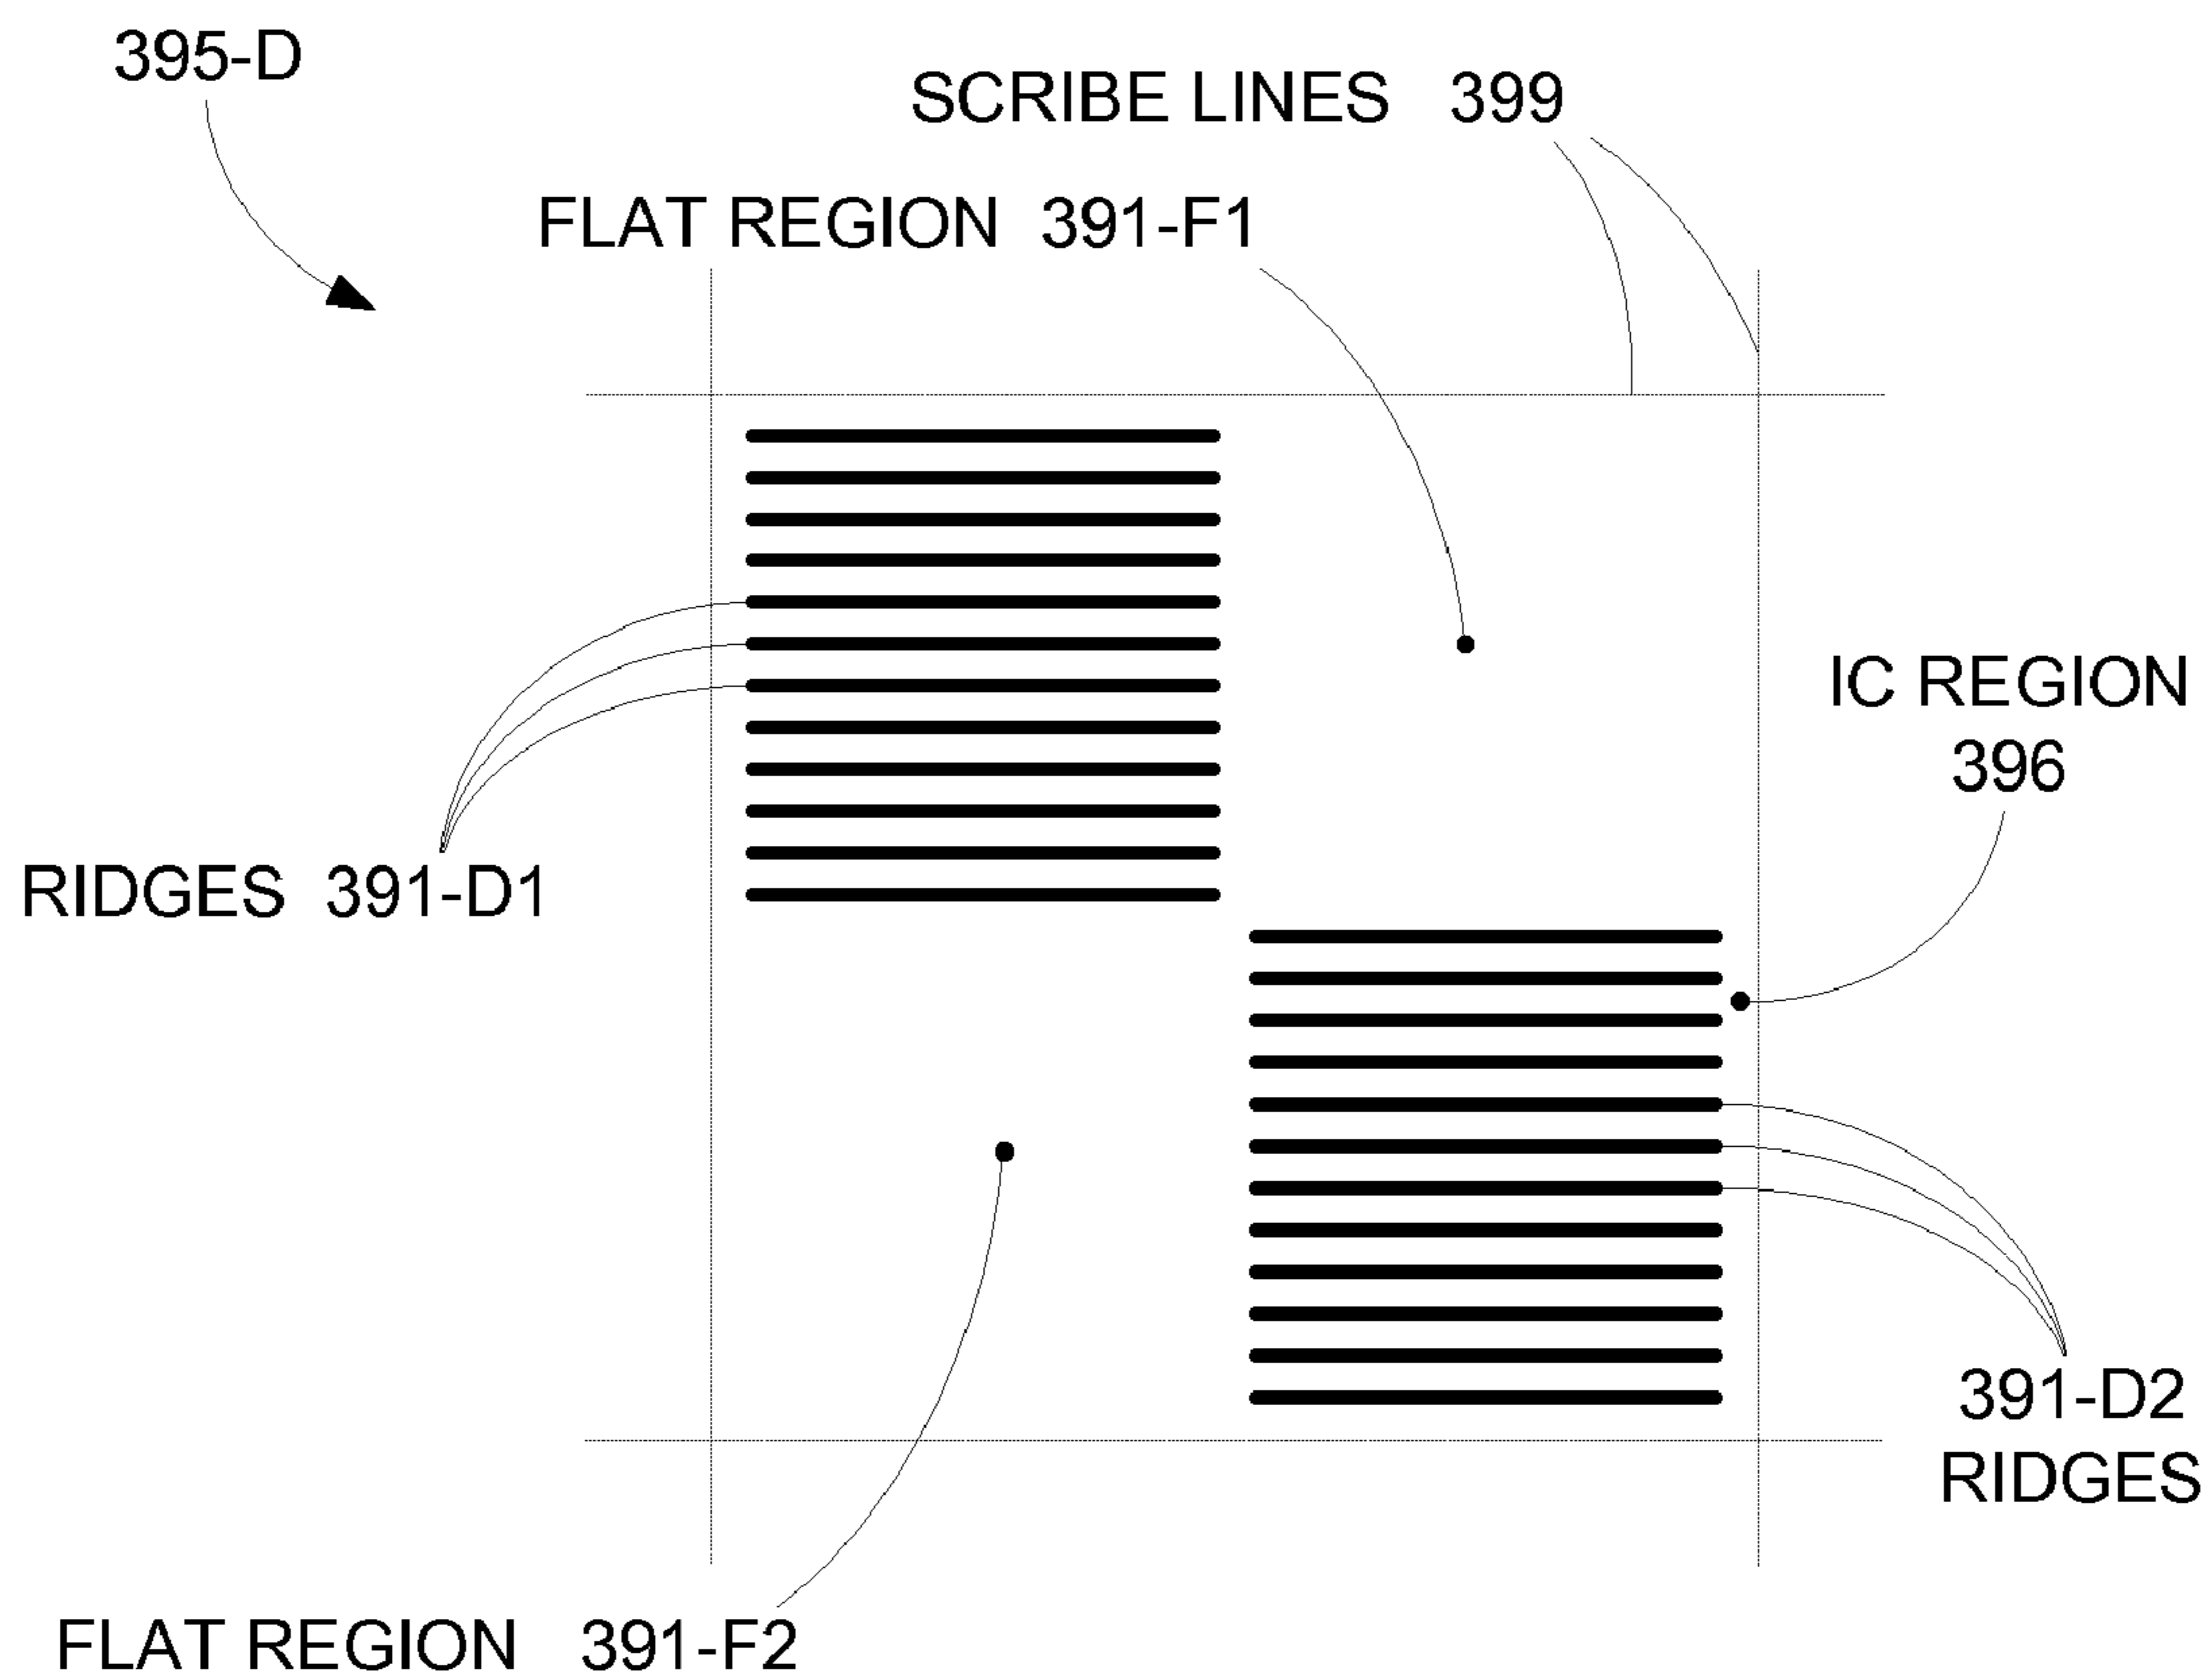 395-D
SCRIBE LINES 399
FLAT REGION 391-F1
IC REGION
396
RIDGES 391-D1
391-D2
RIDGES
FLAT REGION 391-F2